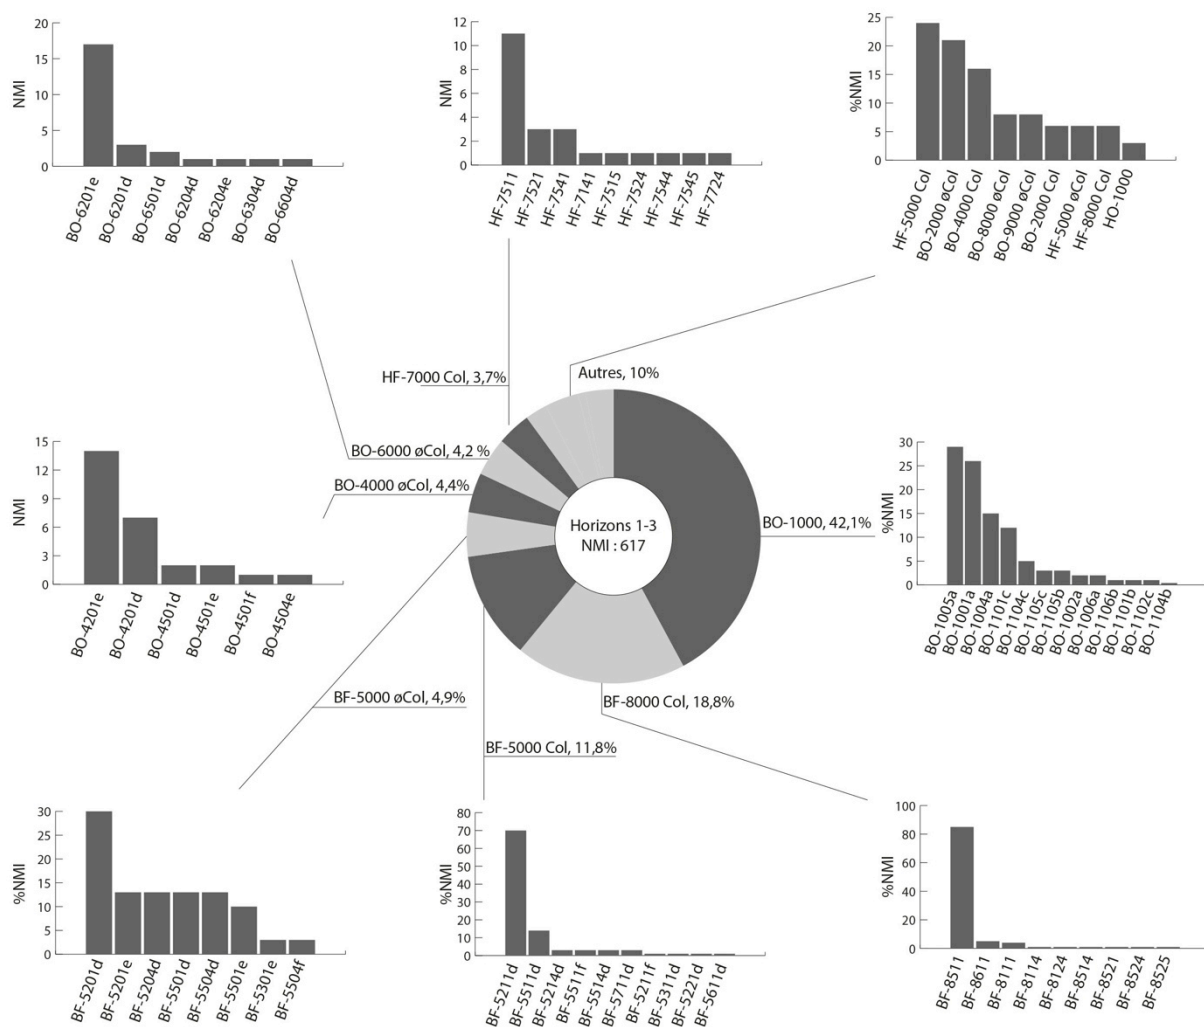 NMI
20
15
10
5
0
BO-6201e
BO-6201d
BO-6501d
BO-6204d
BO-6204e
BO-6304d
BO-6604d
NMI
12
10
8
6
4
2
0
HF-7511
HF-7521
HF-7541
HF-7141
HF-7515
HF-7524
HF-7544
HF-7545
HF-7724
%NMI
25
20
15
10
5
0
HF-5000 Col
BO-2000 øCol
BO-4000 Col
BO-8000 øCol
BO-9000 øCol
BO-2000 Col
HF-5000 øCol
HF-8000 Col
HO-1000
HF-7000 Col, 3,7%
Autres, 10%
BO-6000 øCol, 4,2 %
BO-4000 øCol, 4,4%
Horizons 1-3
NMI : 617
BO-1000, 42,1%
BF-5000 øCol, 4,9%
BF-8000 Col, 18,8%
BF-5000 Col, 11,8%
NMI
15
12
9
6
3
0
BO-4201e
BO-4201d
BO-4501d
BO-4501e
BO-4501f
BO-4504e
%NMI
30
25
20
15
10
5
0
BO-1005a
BO-1001a
BO-1004a
BO-1101c
BO-1104c
BO-1105c
BO-1105b
BO-1002a
BO-1006a
BO-1106b
BO-1101b
BO-1102c
BO-1104b
%NMI
30
25
20
15
10
5
0
BF-5201d
BF-5201e
BF-5204d
BF-5501d
BF-5504d
BF-5501e
BF-5301e
BF-5504f
%NMI
80
70
60
50
40
30
20
10
0
BF-5211d
BF-5511d
BF-5214d
BF-5511f
BF-5514d
BF-5711d
BF-5211f
BF-5311d
BF-5221d
BF-5611d
%NMI
100
80
60
40
20
0
BF-8511
BF-8611
BF-8111
BF-8114
BF-8124
BF-8514
BF-8521
BF-8524
BF-8525